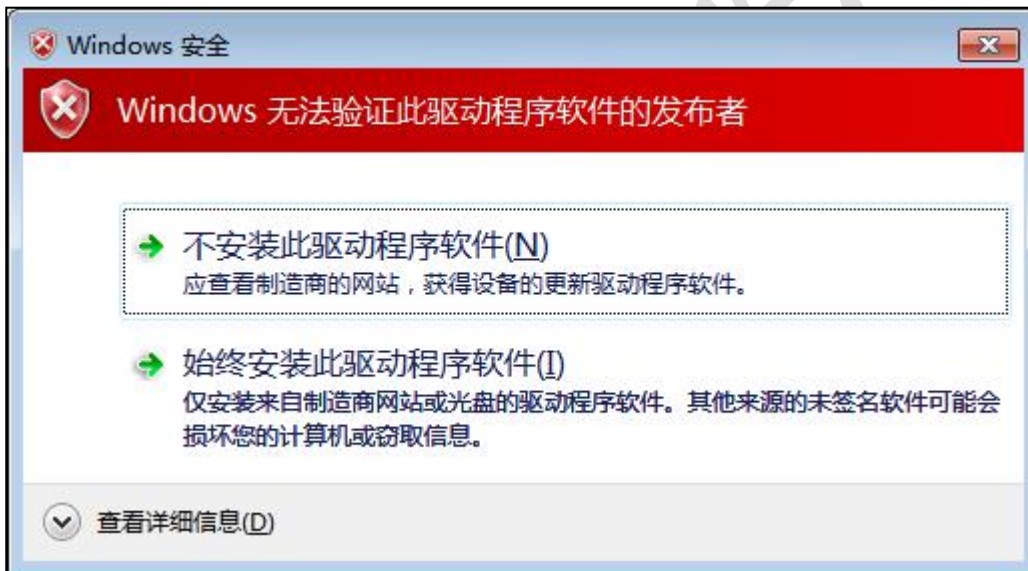 Windows 安全
Windows 无法验证此驱动程序软件的发布者
不安装此驱动程序软件(N)
应查看制造商的网站，获得设备的更新驱动程序软件。
始终安装此驱动程序软件(I)
仅安装来自制造商网站或光盘的驱动程序软件。其他来源的未签名软件可能会
损坏您的计算机或窃取信息。
查看详细信息(D)